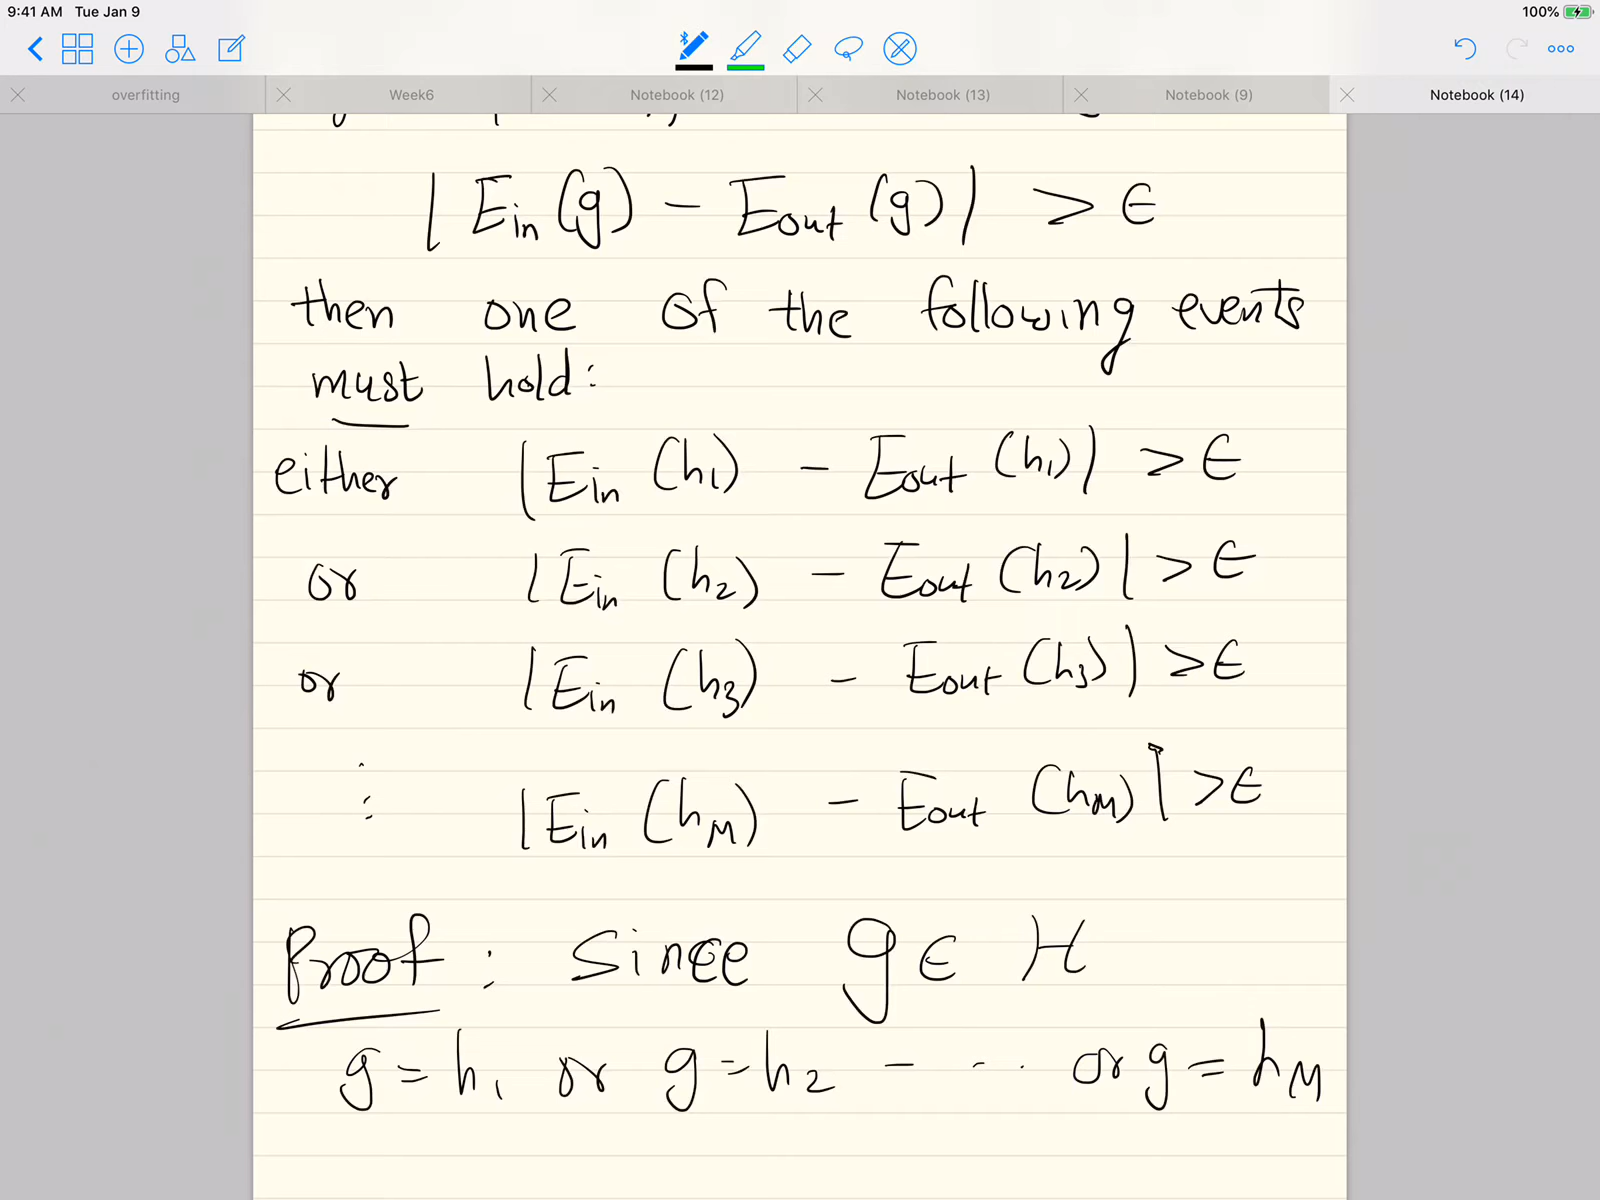 9:41 AM Tue Jan 9 100%
overfitting Week6 Notebook (12) Notebook (13) Notebook (9) Notebook (14)
| Ein (g) - Eout (g) | > ϵ
then one of the following events
must hold:
either | Ein (h1) - Eout (h1) | > ϵ
or | Ein (h2) - Eout (h2) | > ϵ
or | Ein (h3) - Eout (h3) | > ϵ
⋮ | Ein (hM) - Eout (hM) | > ϵ
Proof : Since g ∈ H
g = h1 or g = h2 - - .. or g = hM